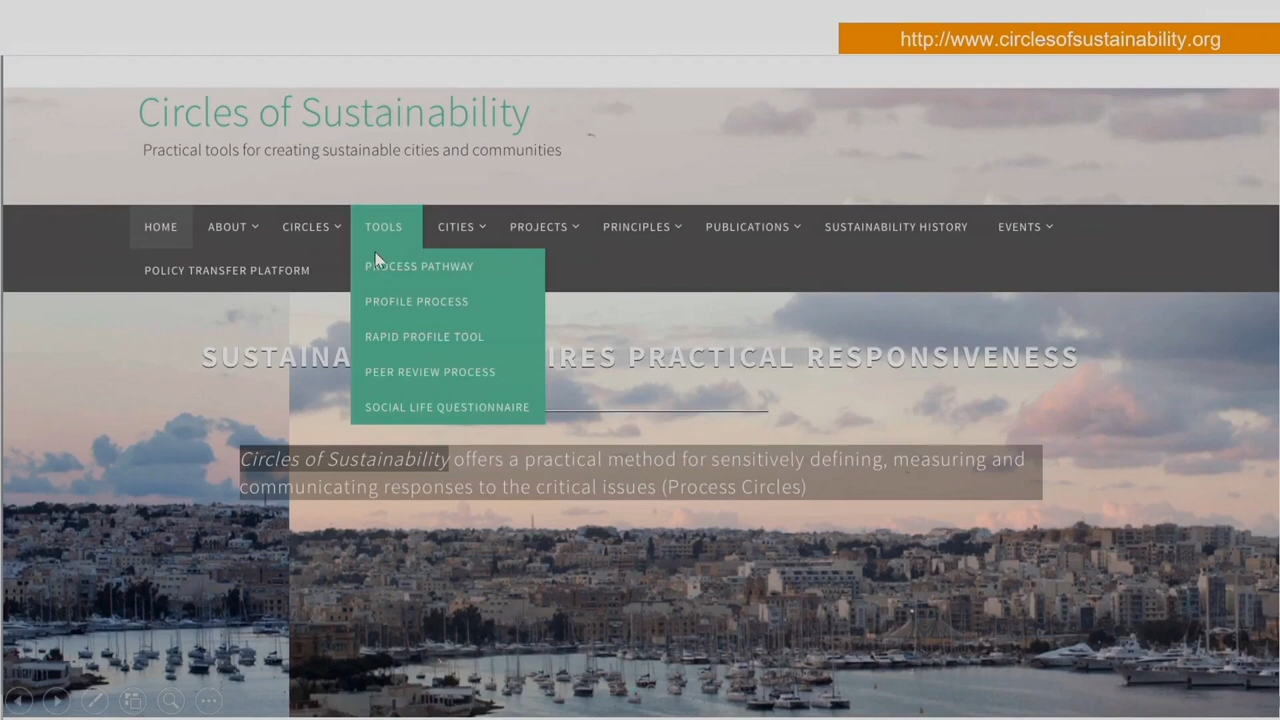 http://www.circlesofsustainability.org
Circles of Sustainability
Practical tools for creating sustainable cities and communities
HOME ABOUT CIRCLES TOOLS CITIES PROJECTS PRINCIPLES PUBLICATIONS SUSTAINABILITY HISTORY EVENTS
POLICY TRANSFER PLATFORM
PROCESS PATHWAY
PROFILE PROCESS
RAPID PROFILE TOOL
PEER REVIEW PROCESS
SOCIAL LIFE QUESTIONNAIRE
PRACTICAL RESPONSIVENESS
Circles of Sustainability offers a practical method for sensitively defining, measuring and
communicating responses to the critical issues (Process Circles)